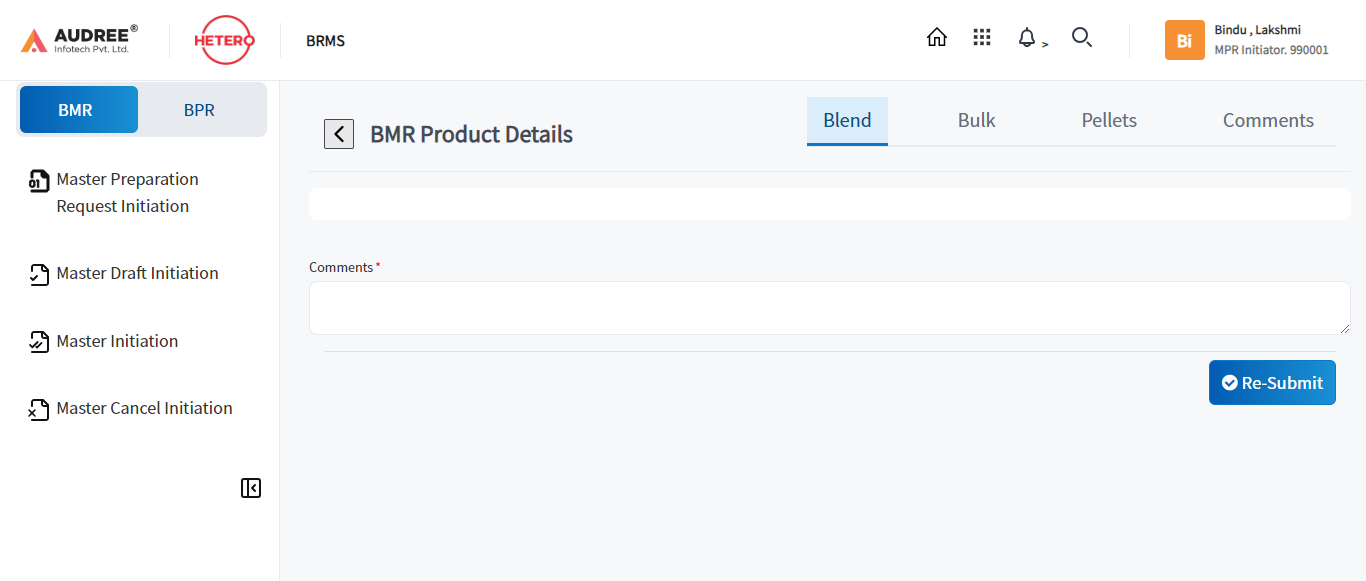 AUDREE®
Infotech Pvt. Ltd.
HETERO
BRMS
>
Bi
Bindu , Lakshmi
MPR Initiator. 990001
BMR
BPR
Master Preparation
Request Initiation
Master Draft Initiation
Master Initiation
Master Cancel Initiation
BMR Product Details
Blend
Bulk
Pellets
Comments
Comments *
Re-Submit